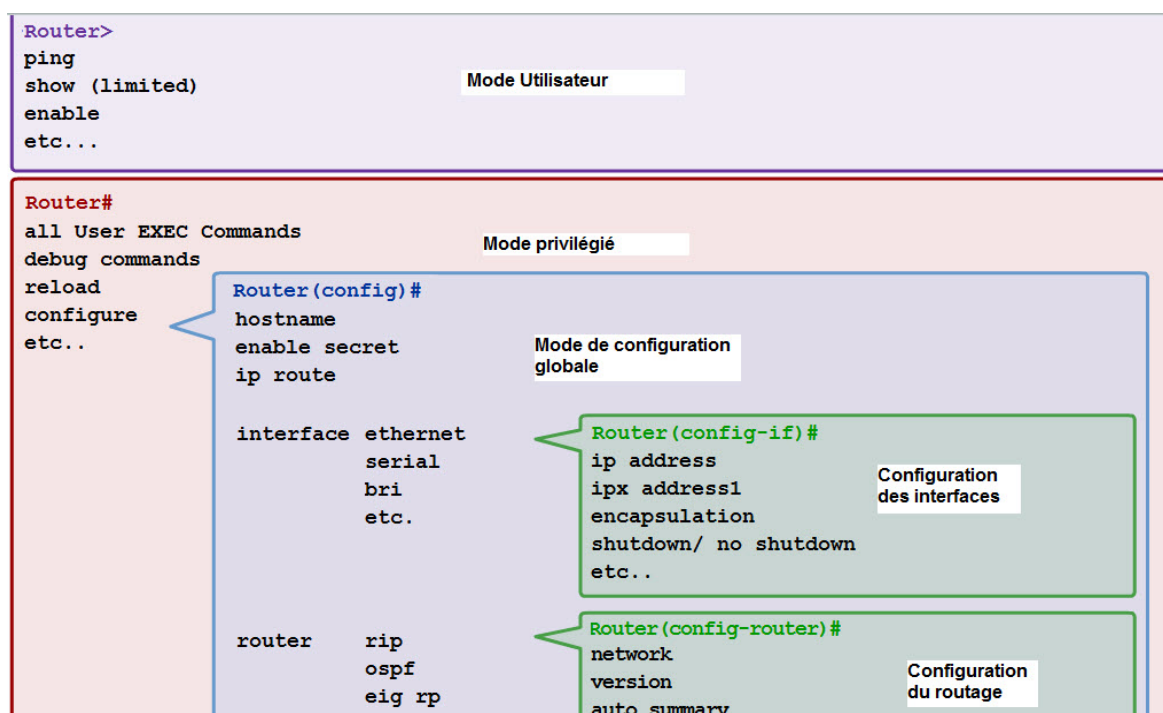 Router>
ping
show (limited)
enable
etc...
Mode Utilisateur
Router#
all User EXEC Commands
debug commands
reload
configure
etc..
Mode privilégié
Router(config)#
hostname
enable secret
ip route
Mode de configuration
globale
interface ethernet
serial
bri
etc.
Router(config-if)#
ip address
ipx address1
encapsulation
shutdown/ no shutdown
etc..
Configuration
des interfaces
router rip
ospf
eig rp
Router(config-router)#
network
version
auto summary
Configuration
du routage